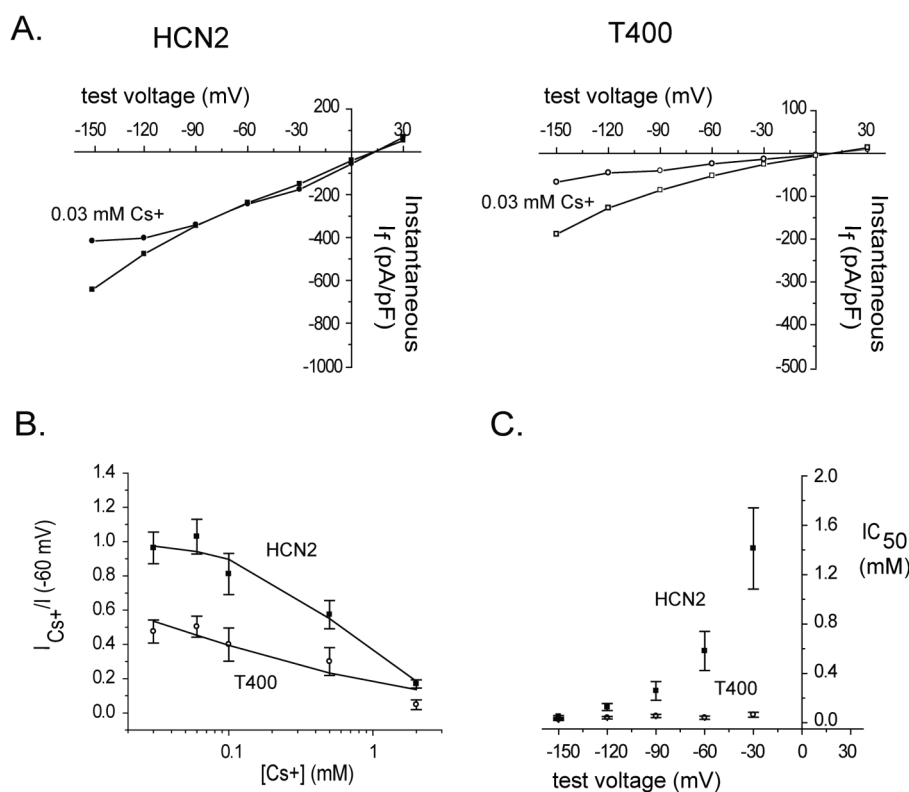 A.
HCN2
T400
test voltage (mV)
200
-150 -120 -90 -60 -30 30
0.03 mM Cs+
-200
-400
-600
-800
-1000
Instantaneous
I_f (pA/pF)
test voltage (mV)
100
-150 -120 -90 -60 -30 0 30
0.03 mM Cs+
-100
-200
-300
-400
-500
Instantaneous
I_f (pA/pF)
B.
1.4
1.2
1.0
0.8
0.6
0.4
0.2
0.0
I_Cs+/I (-60 mV)
HCN2
T400
0.1 1
[Cs+] (mM)
C.
2.0
1.6
1.2
0.8
0.4
0.0
IC50
(mM)
HCN2
T400
-150 -120 -90 -60 -30 0 30
test voltage (mV)